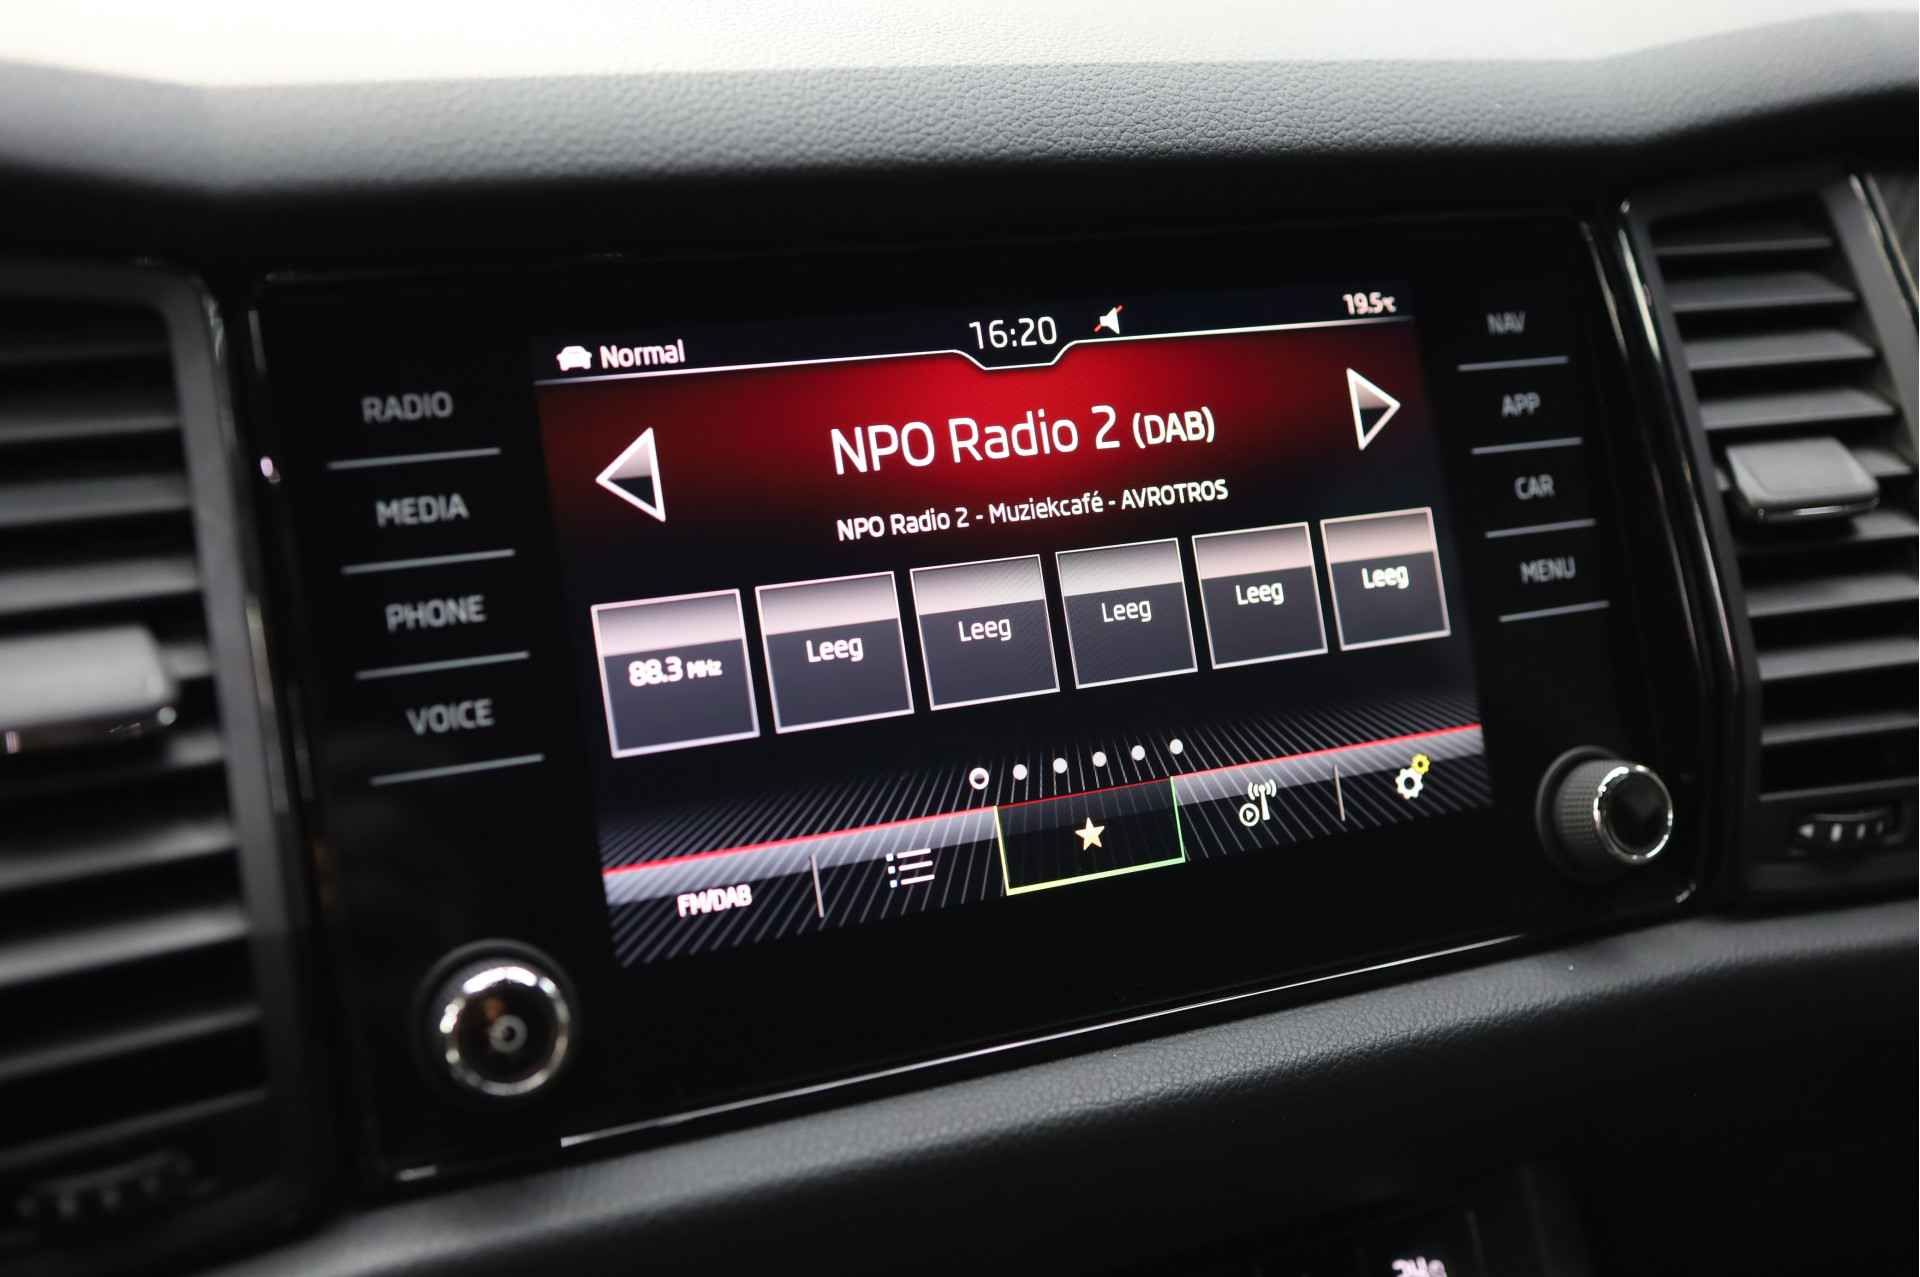 Normal
16:20
19.5°C
NPO Radio 2 (DAB)
NPO Radio 2 - Muziekcafé - AVROTROS
88.3 MHz
Leeg
Leeg
Leeg
Leeg
Leeg
FM/DAB
RADIO
MEDIA
PHONE
VOICE
NAV
APP
CAR
MENU